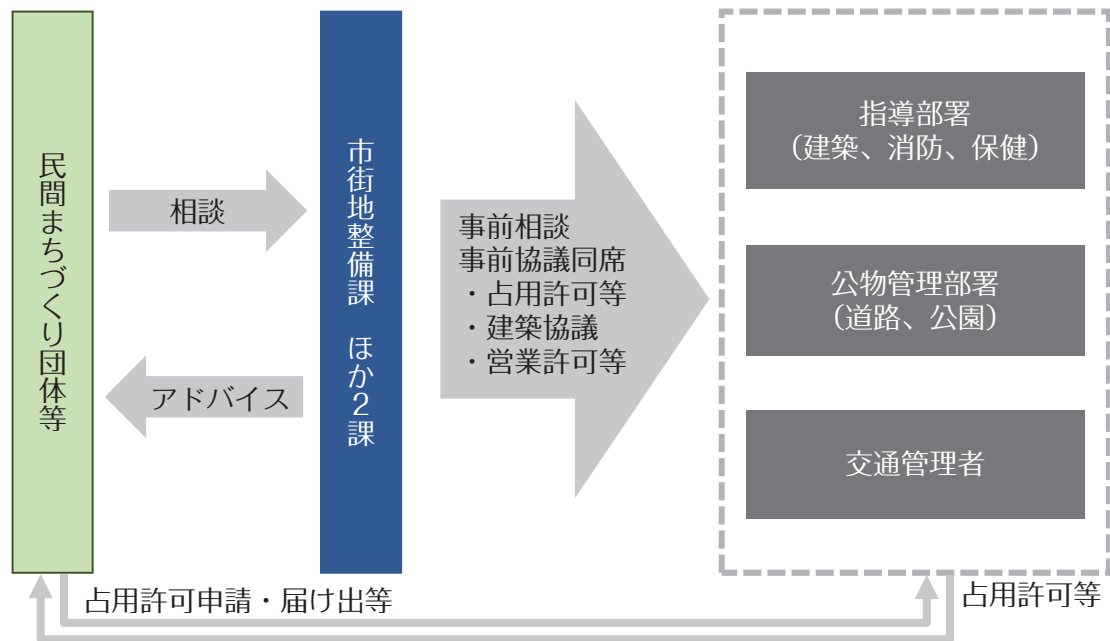 民間まちづくり団体等
相談
アドバイス
市街地整備課　ほか２課
事前相談
事前協議同席
・占用許可等
・建築協議
・営業許可等
指導部署
（建築、消防、保健）
公物管理部署
（道路、公園）
交通管理者
占用許可申請・届け出等
占用許可等